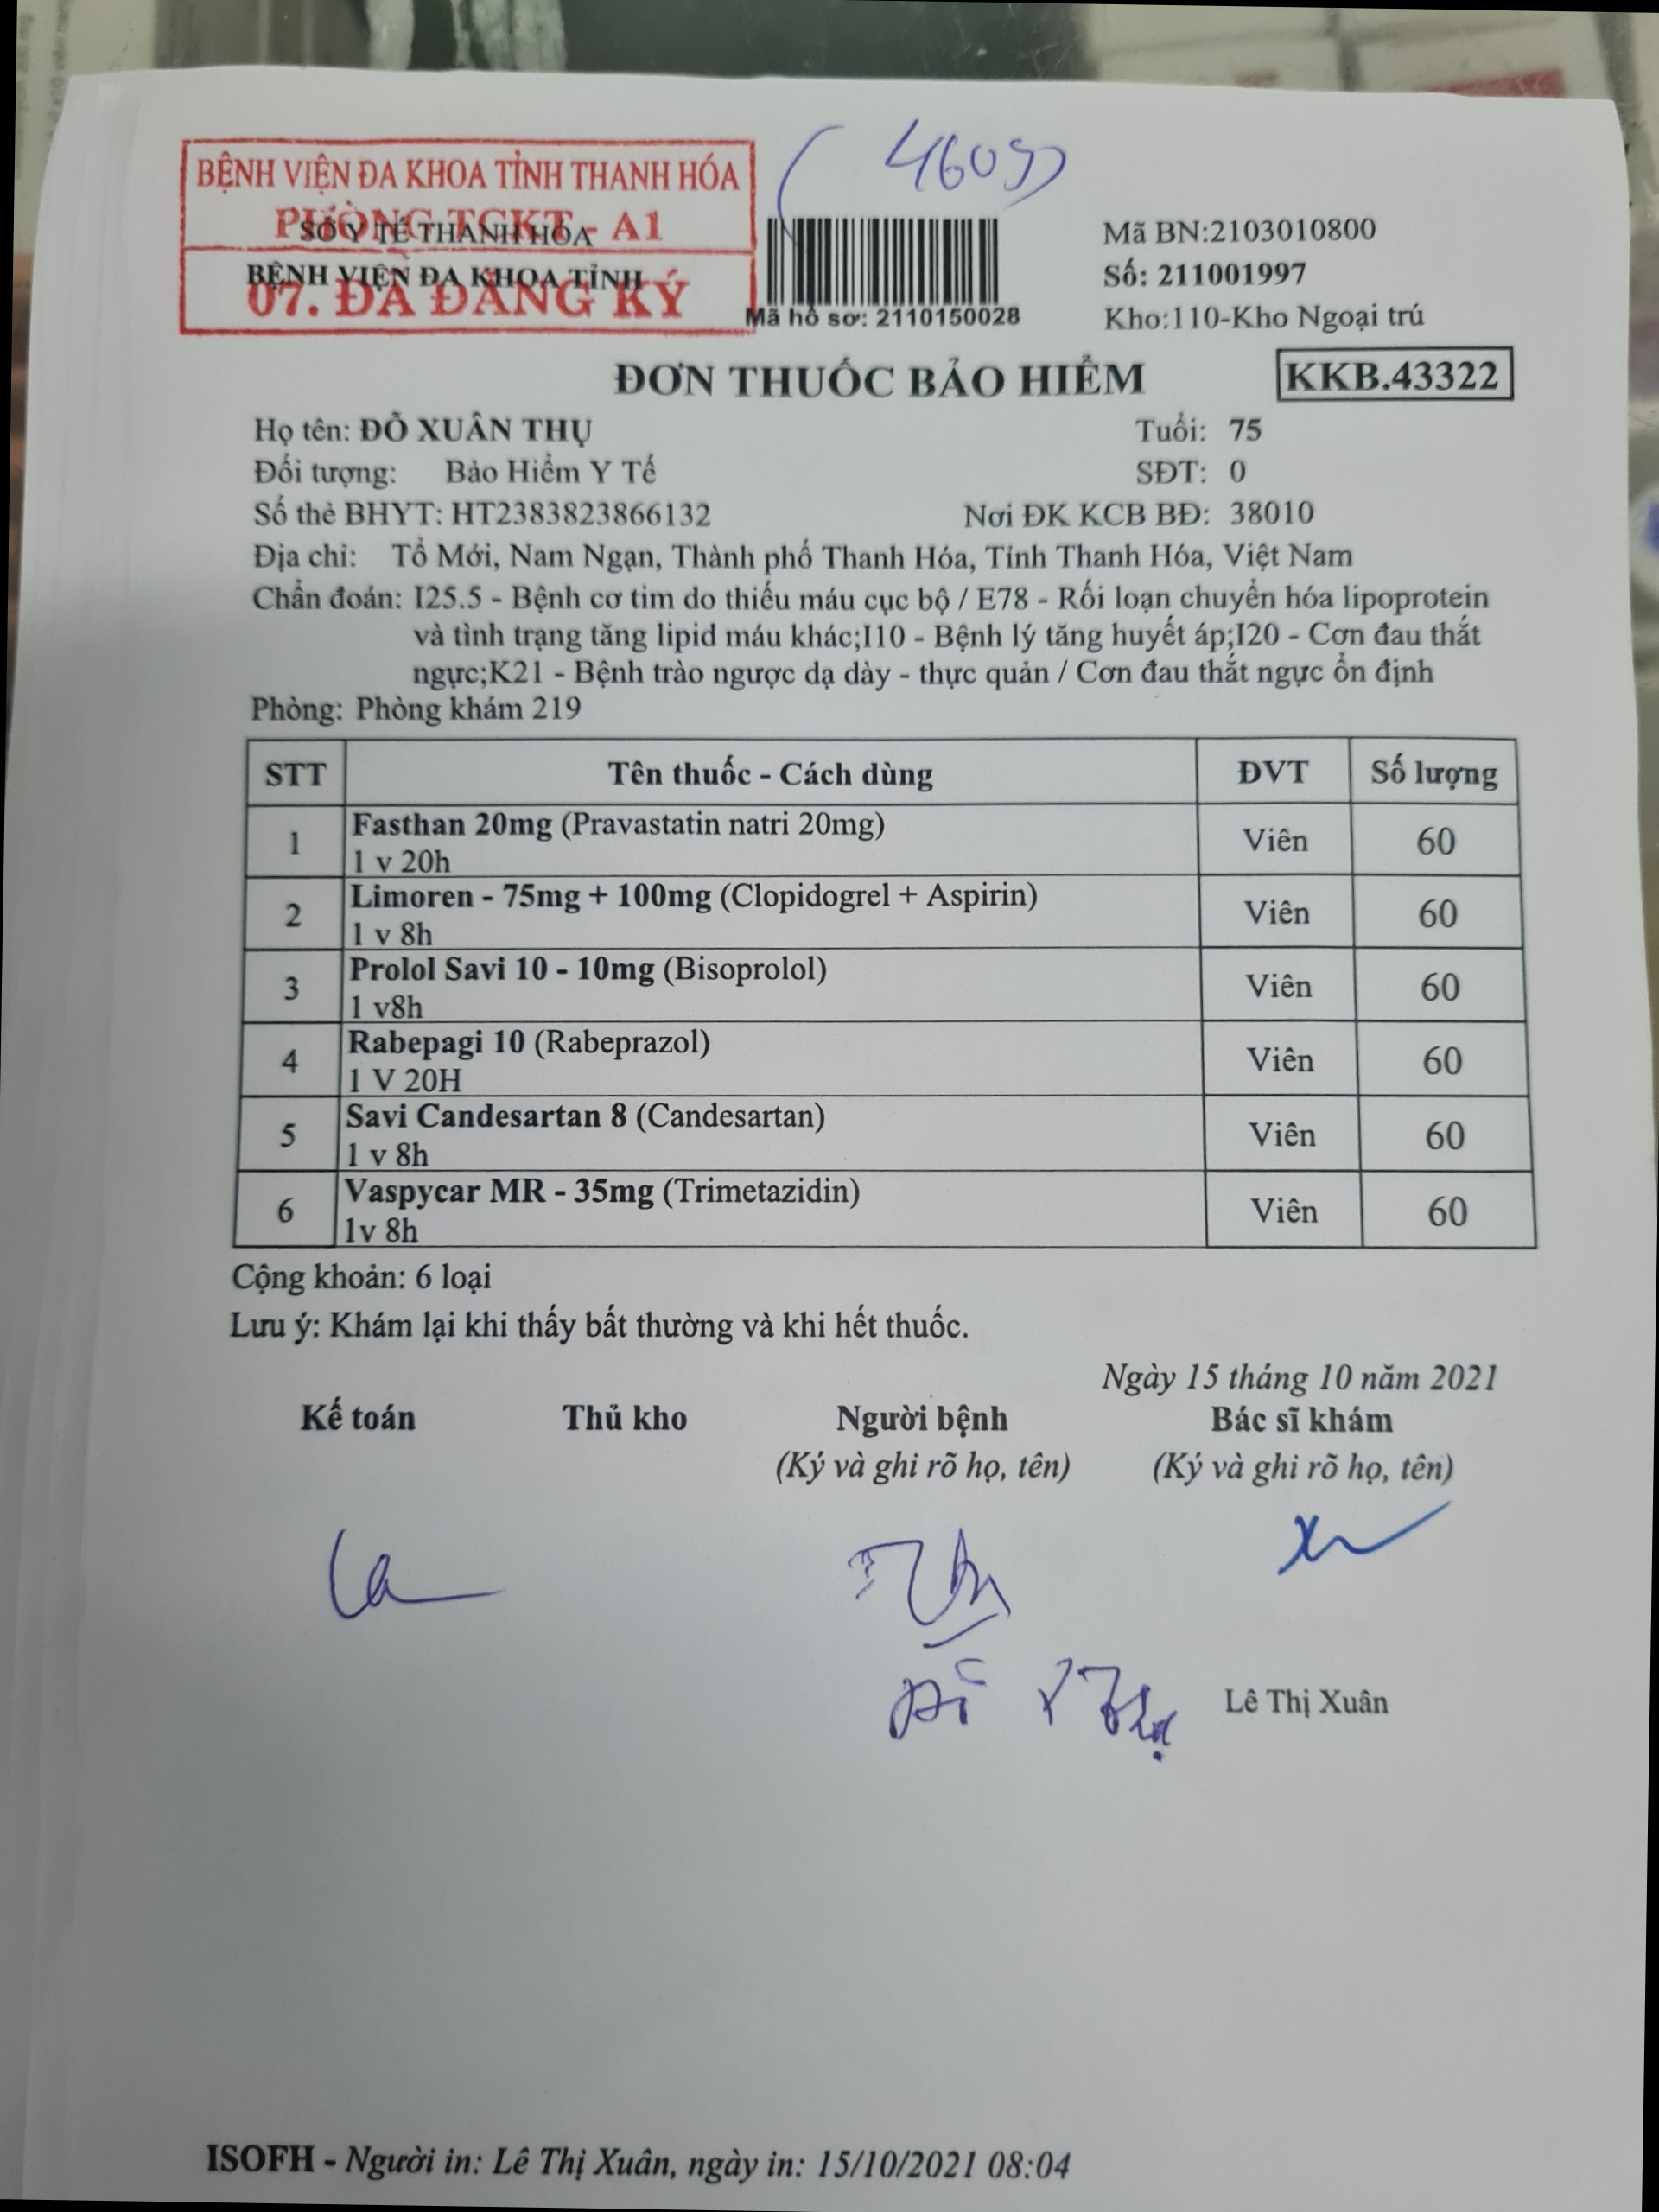 BỆNH VIỆN ĐA KHOA TỈNH THANH HÓA
PHÒNG TCKT - A1
SỞ Y TẾ THANH HÓA
BỆNH VIỆN ĐA KHOA TỈNH
07. ĐÃ ĐĂNG KÝ
Mã hồ sơ: 2110150028
Mã BN:2103010800
Số: 211001997
Kho:110-Kho Ngoại trú
ĐƠN THUỐC BẢO HIỂM
KKB.43322
Họ tên: ĐỖ XUÂN THỤ Tuổi: 75
Đối tượng: Bảo Hiểm Y Tế SĐT: 0
Số thẻ BHYT: HT2383823866132 Nơi ĐK KCB BĐ: 38010
Địa chỉ: Tổ Mới, Nam Ngạn, Thành phố Thanh Hóa, Tỉnh Thanh Hóa, Việt Nam
Chẩn đoán: I25.5 - Bệnh cơ tim do thiếu máu cục bộ / E78 - Rối loạn chuyển hóa lipoprotein
và tình trạng tăng lipid máu khác;I10 - Bệnh lý tăng huyết áp;I20 - Cơn đau thắt
ngực;K21 - Bệnh trào ngược dạ dày - thực quản / Cơn đau thắt ngực ổn định
Phòng: Phòng khám 219
STT Tên thuốc - Cách dùng ĐVT Số lượng
1 Fasthan 20mg (Pravastatin natri 20mg) Viên 60
1 v 20h
2 Limoren - 75mg + 100mg (Clopidogrel + Aspirin) Viên 60
1 v 8h
3 Prolol Savi 10 - 10mg (Bisoprolol) Viên 60
1 v8h
4 Rabepagi 10 (Rabeprazol) Viên 60
1 V 20H
5 Savi Candesartan 8 (Candesartan) Viên 60
1 v 8h
6 Vaspycar MR - 35mg (Trimetazidin) Viên 60
1v 8h
Cộng khoản: 6 loại
Lưu ý: Khám lại khi thấy bất thường và khi hết thuốc.
Ngày 15 tháng 10 năm 2021
Kế toán Thủ kho Người bệnh Bác sĩ khám
(Ký và ghi rõ họ, tên) (Ký và ghi rõ họ, tên)
Lê Thị Xuân
ISOFH - Người in: Lê Thị Xuân, ngày in: 15/10/2021 08:04